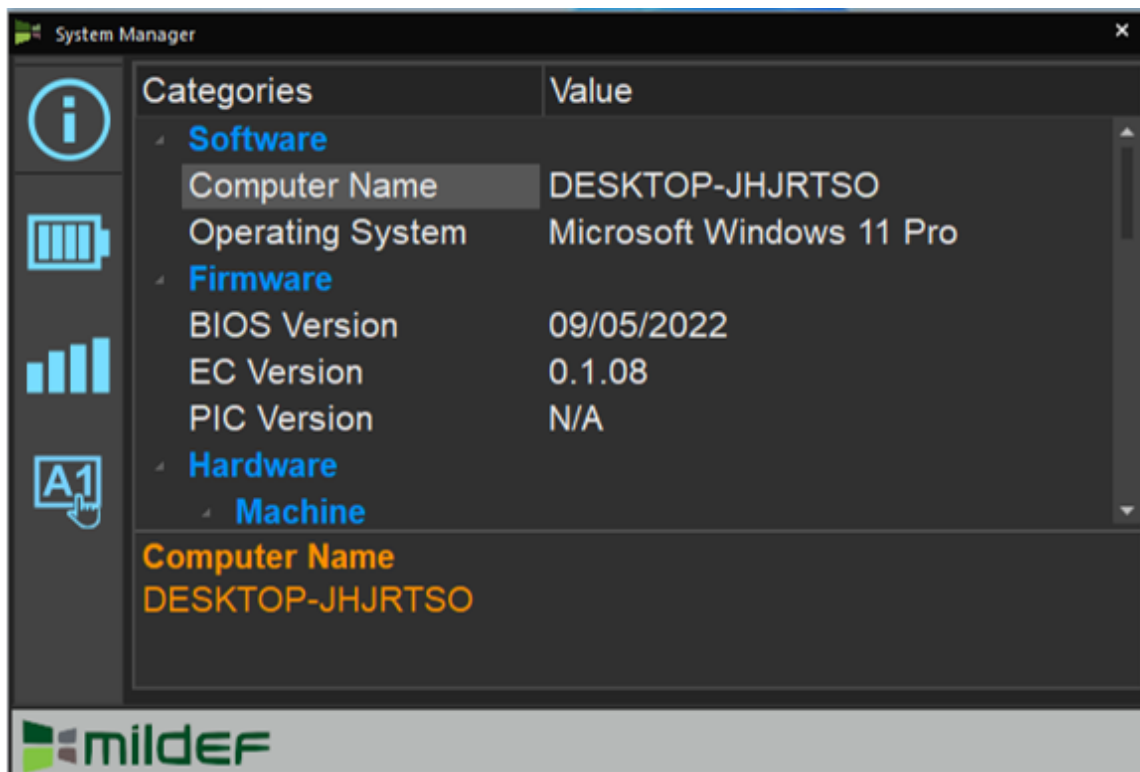 System Manager
Categories Value
Software
Computer Name DESKTOP-JHJRTSO
Operating System Microsoft Windows 11 Pro
Firmware
BIOS Version 09/05/2022
EC Version 0.1.08
PIC Version N/A
Hardware
Machine
A1
Computer Name
DESKTOP-JHJRTSO
mildef